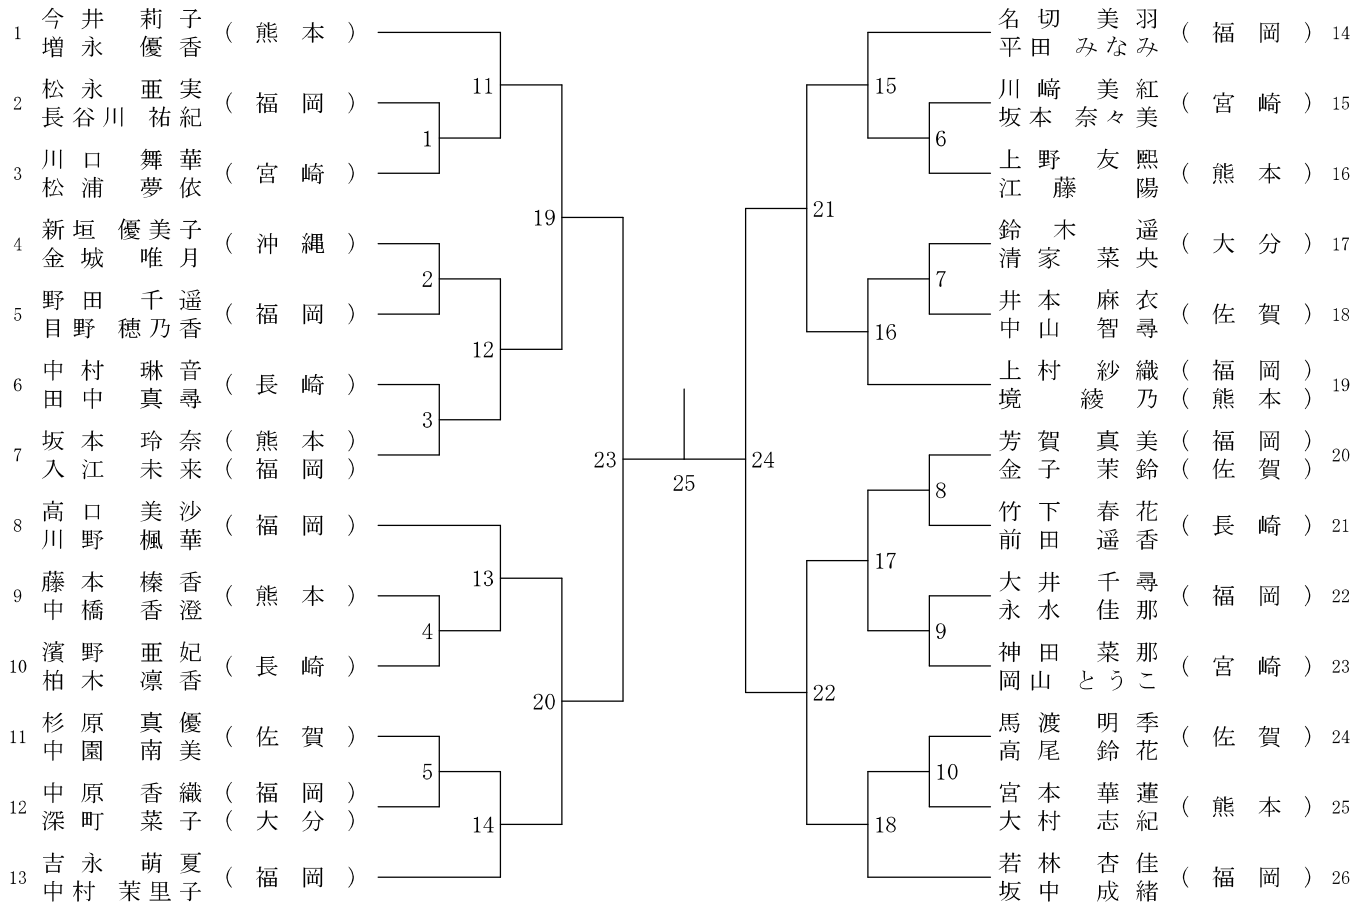 1 今井 莉子 (熊本)
増永 優香
2 松永 亜実 (福岡)
長谷川 祐紀
3 川口 舞華 (宮崎)
松浦 夢依
4 新垣 優美子 (沖縄)
金城 唯月
5 野田 千遥 (福岡)
目野 穂乃香
6 中村 琳音 (長崎)
田中 真尋
7 坂本 玲奈 (熊本)
入江 未来 (福岡)
8 高口 美沙 (福岡)
川野 楓華
9 藤本 榛香 (熊本)
中橋 香澄
10 濱野 亜妃 (長崎)
柏木 凛香
11 杉原 真優 (佐賀)
中園 南美
12 中原 香織 (福岡)
深町 菜子 (大分)
13 吉永 萌夏 (福岡)
中村 茉里子
11
1
19
2
12
3
23
13
4
20
5
14
25
15
6
21
7
16
24
8
17
9
22
10
18
名切 美羽 (福岡) 14
平田 みなみ
川﨑 美紅 (宮崎) 15
坂本 奈々美
上野 友熙 (熊本) 16
江藤 陽
鈴木 遥 (大分) 17
清家 菜央
井本 麻衣 (佐賀) 18
中山 智尋
上村 紗織 (福岡) 19
境 綾乃 (熊本)
芳賀 真美 (福岡) 20
金子 茉鈴 (佐賀)
竹下 春花 (長崎) 21
前田 遥香
大井 千尋 (福岡) 22
永水 佳那
神田 菜那 (宮崎) 23
岡山 とうこ
馬渡 明季 (佐賀) 24
高尾 鈴花
宮本 華蓮 (熊本) 25
大村 志紀
若林 杏佳 (福岡) 26
坂中 成緒